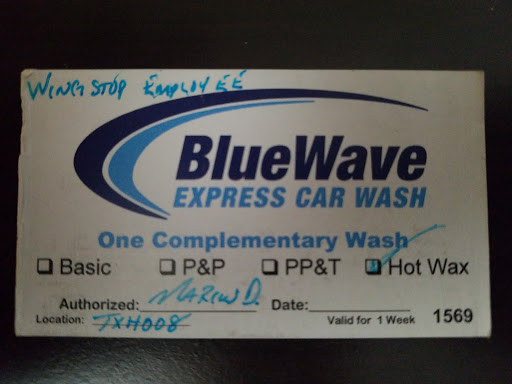 WINGSTOP EMPLOYEE
BlueWave
EXPRESS CAR WASH
One Complementary Wash
Basic P&P PP&T Hot Wax
Authorized: D. Date:
Location: TXH008 Valid for 1 Week 1569